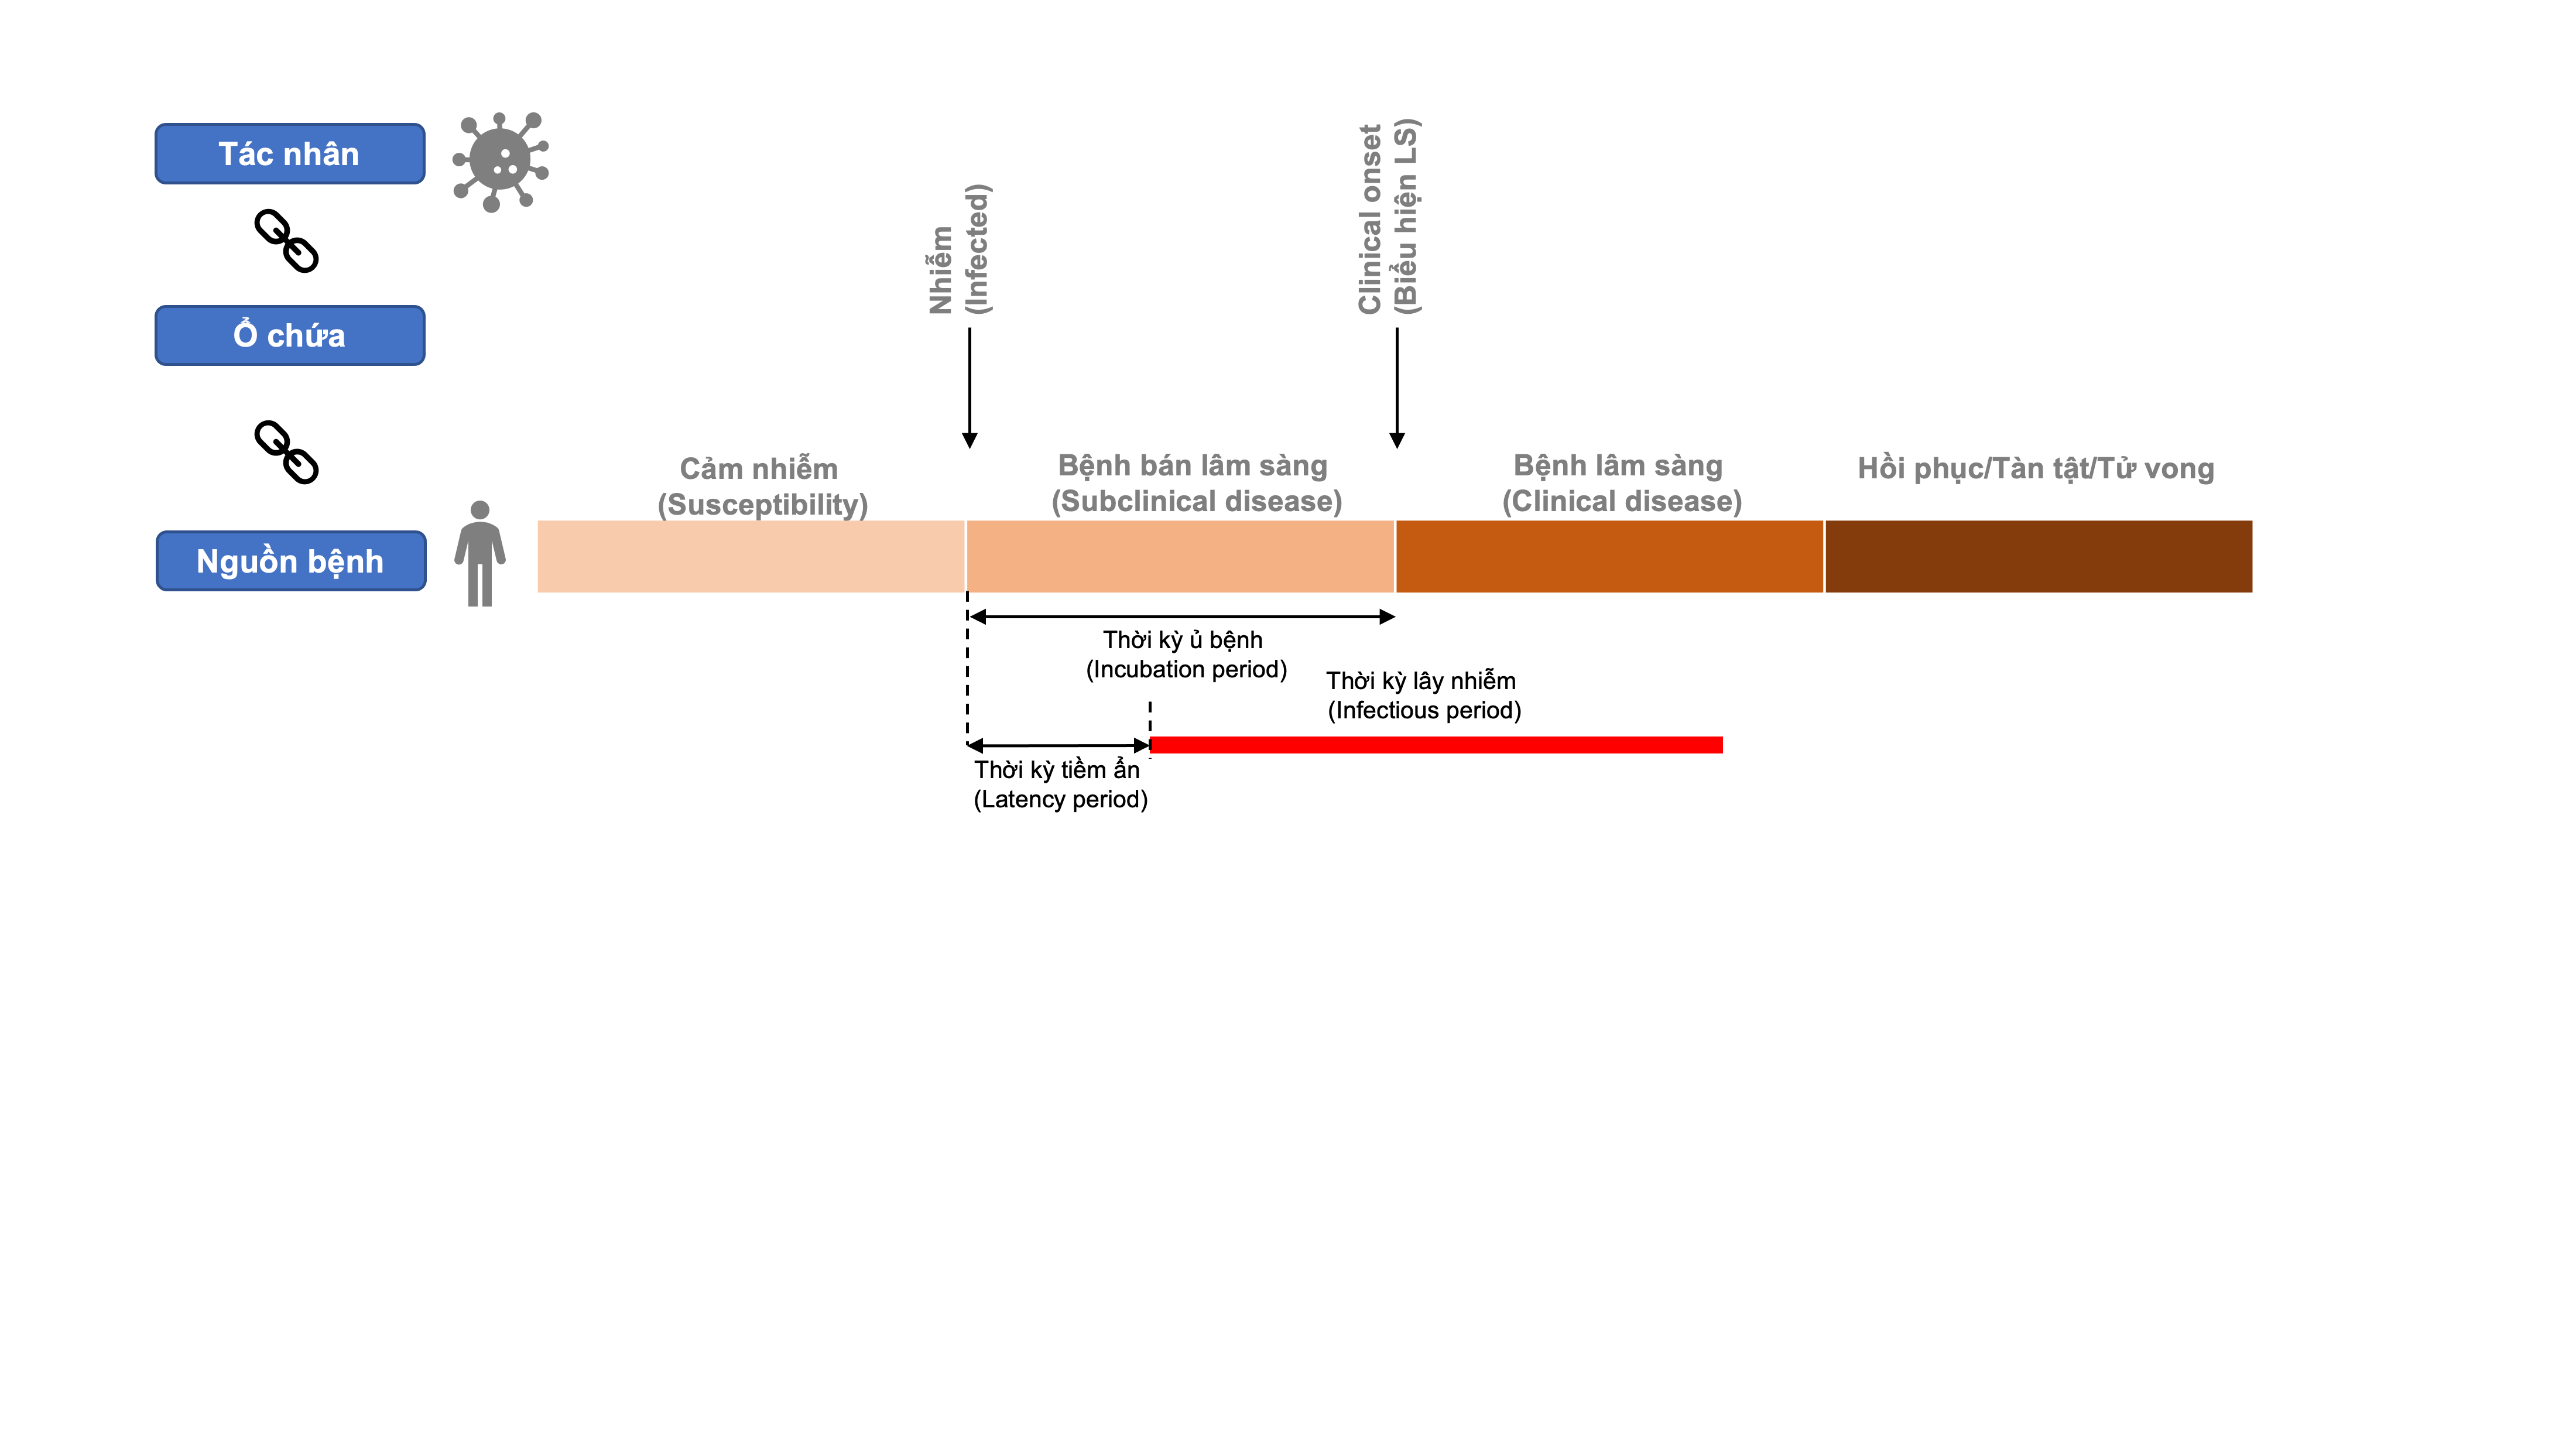 Tác nhân
Ổ chứa
Nguồn bệnh
Nhiễm
(Infected)
Clinical onset
(Biểu hiện LS)
Cảm nhiễm
(Susceptibility)
Bệnh bán lâm sàng
(Subclinical disease)
Bệnh lâm sàng
(Clinical disease)
Hồi phục/Tàn tật/Tử vong
Thời kỳ ủ bệnh
(Incubation period)
Thời kỳ lây nhiễm
(Infectious period)
Thời kỳ tiềm ẩn
(Latency period)